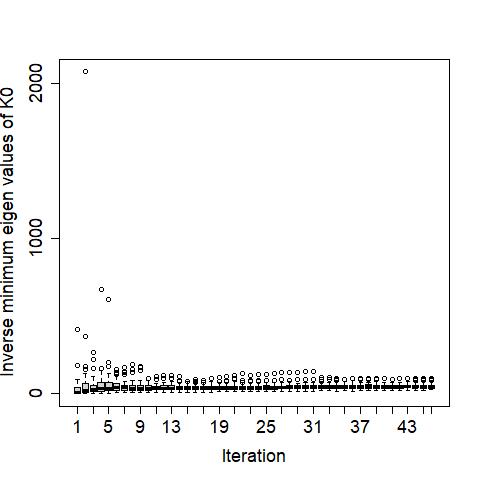 Inverse minimum eigen values of K0
2000
1000
0
1 5 9 13 19 25 31 37 43
Iteration